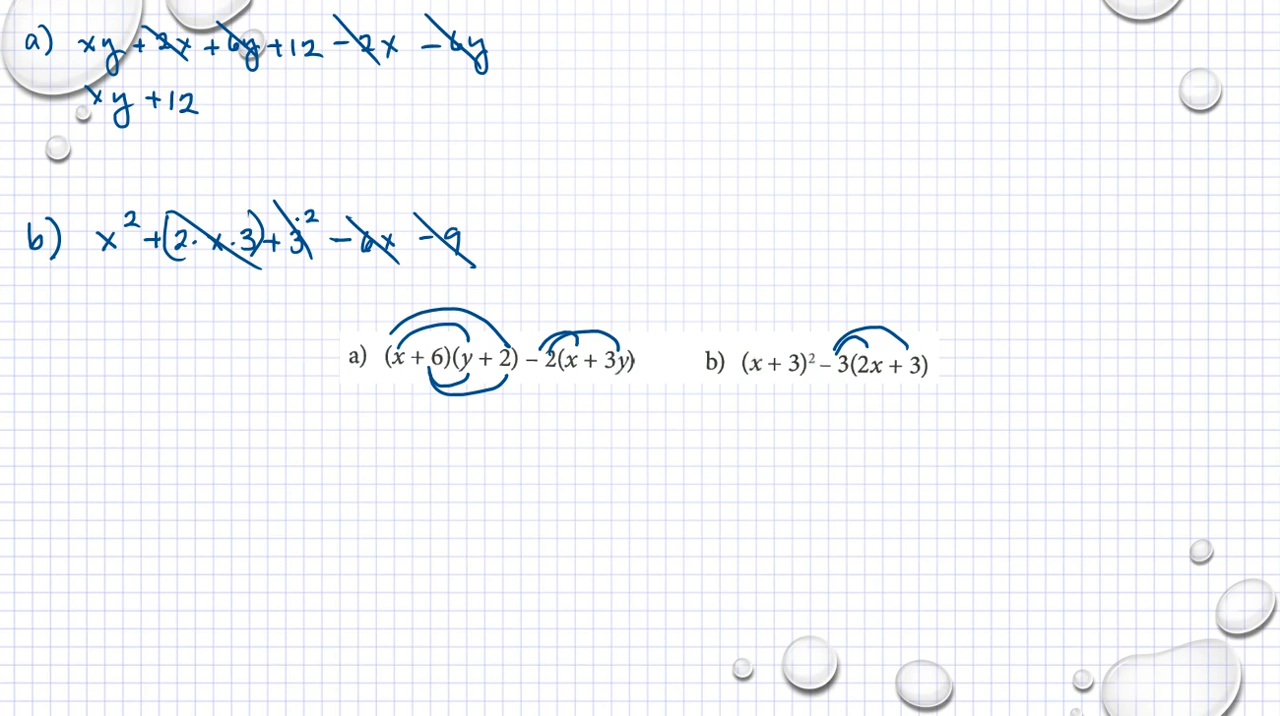 a) xy + 2x + 6y + 12 - 2x - 6y
xy + 12
b) x² + (2 · x · 3) + 3² - 6x - 9
a) (x + 6)(y + 2) – 2(x + 3y) b) (x + 3)² – 3(2x + 3)